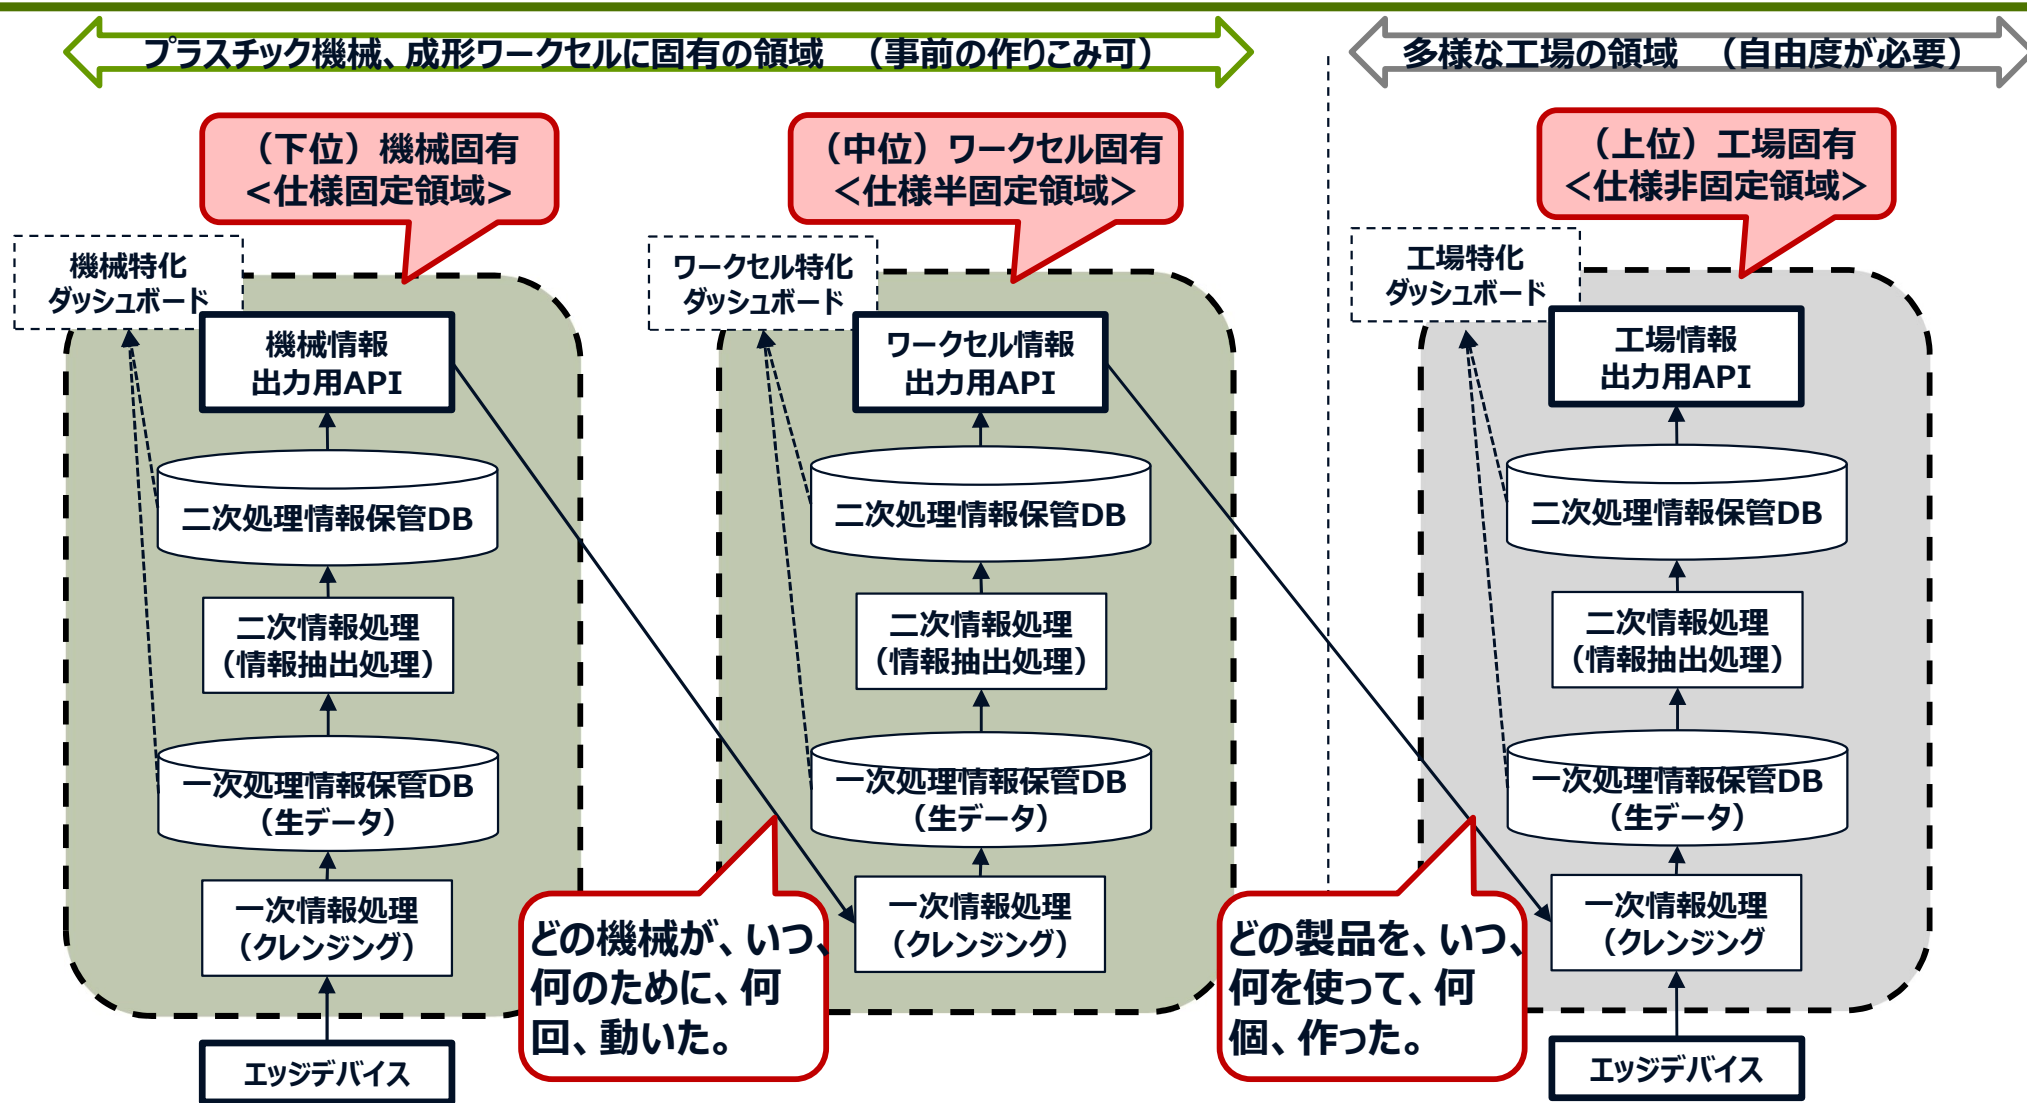 プラスチック機械、成形ワークセルに固有の領域　（事前の作りこみ可）
多様な工場の領域　（自由度が必要）
（下位）機械固有
<仕様固定領域>
（中位）ワークセル固有
＜仕様半固定領域＞
（上位）工場固有
＜仕様非固定領域＞
機械特化
ダッシュボード
機械情報
出力用API
二次処理情報保管DB
二次情報処理
（情報抽出処理）
一次処理情報保管DB
（生データ）
一次情報処理
（クレンジング）
エッジデバイス
どの機械が、いつ、
何のために、何
回、動いた。
ワークセル特化
ダッシュボード
ワークセル情報
出力用API
二次処理情報保管DB
二次情報処理
（情報抽出処理）
一次処理情報保管DB
（生データ）
一次情報処理
（クレンジング）
どの製品を、いつ、
何を使って、何
個、作った。
工場特化
ダッシュボード
工場情報
出力用API
二次処理情報保管DB
二次情報処理
（情報抽出処理）
一次処理情報保管DB
（生データ）
一次情報処理
（クレンジング
エッジデバイス